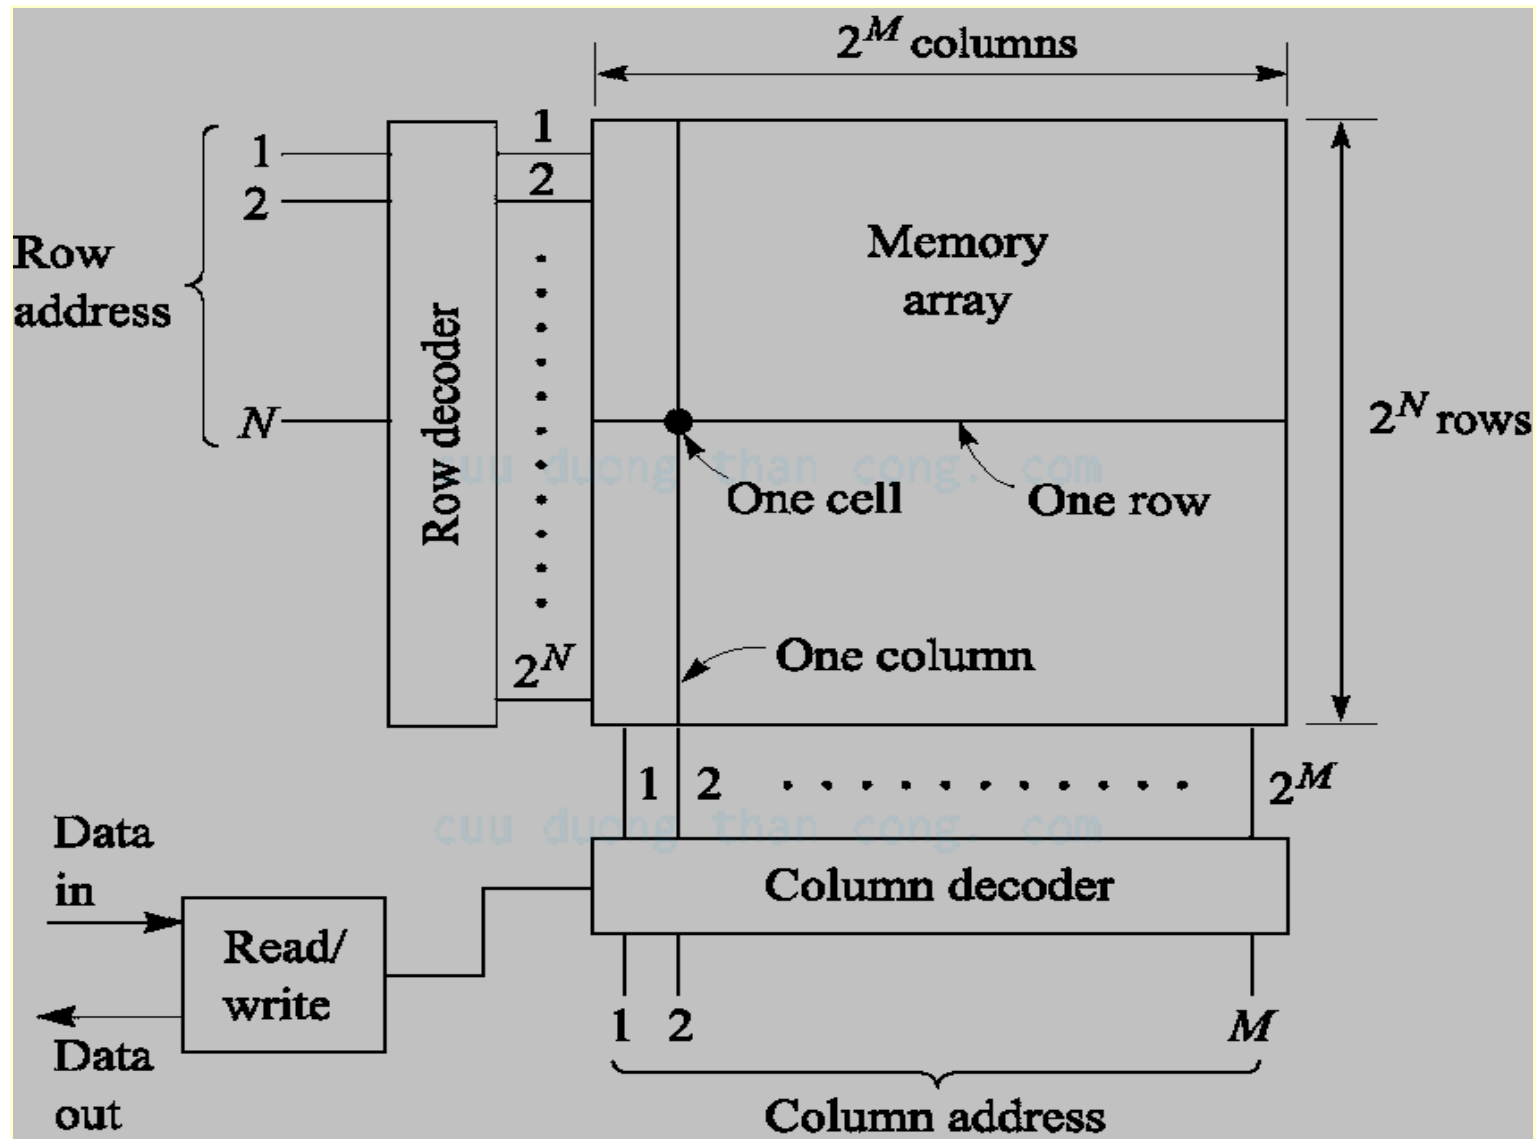 2^M columns
1
2
N
Row
address
Row decoder
1
2
2^N
Memory
array
2^N rows
One cell
One row
One column
1 2 2^M
cuu duong than cong. com
cuu duong than cong. com
Column decoder
Data
in
Read/
write
Data
out
1 2 M
Column address